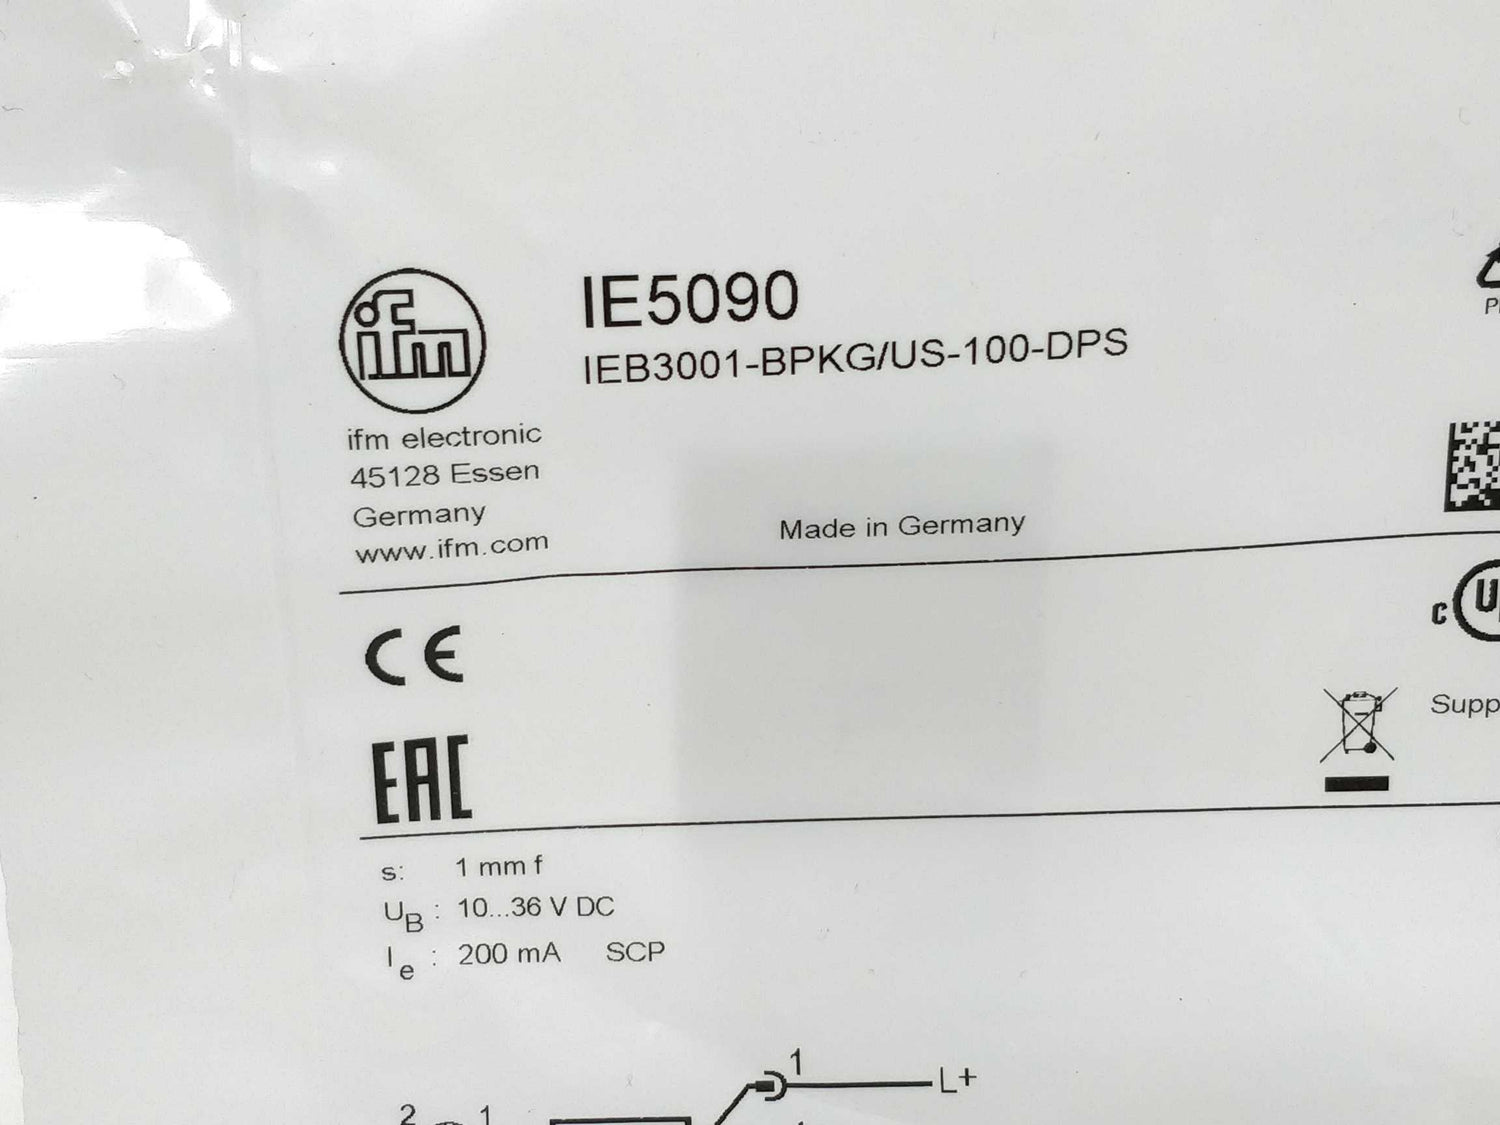 ifm
IE5090
IEB3001-BPKG/US-100-DPS
ifm electronic
45128 Essen
Germany
www.ifm.com
Made in Germany
CE
c
EAC
s: 1 mm f
UB : 10...36 V DC
Ie : 200 mA SCP
1
L+
2 1